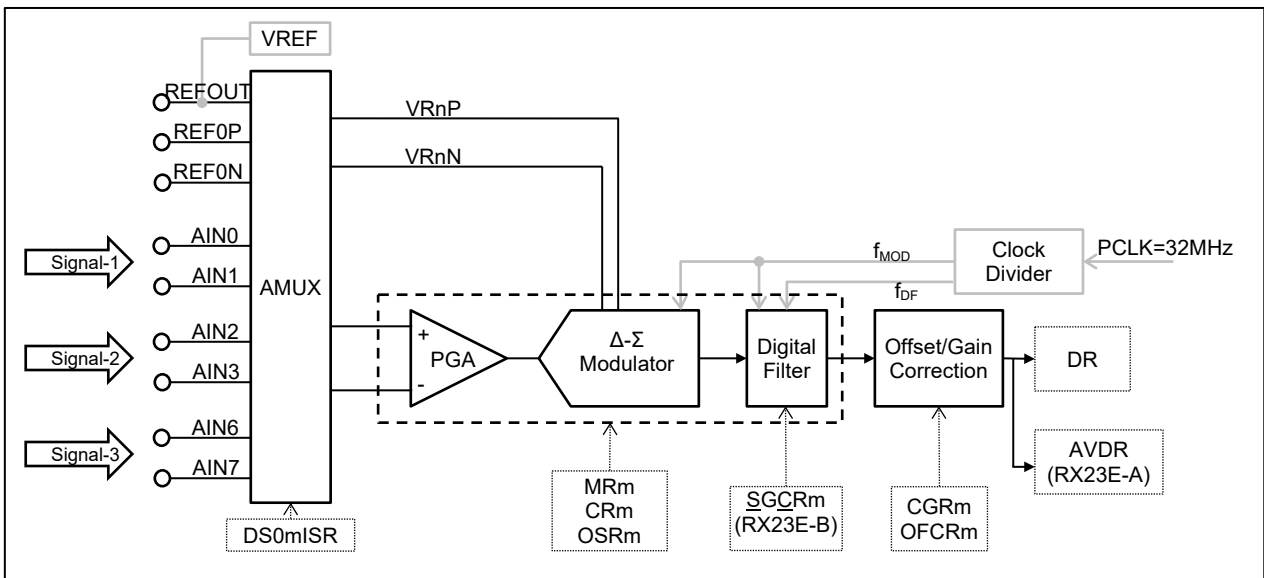 VREF
REFOUT
REF0P
REF0N
AIN0
AIN1
AIN2
AIN3
AIN6
AIN7
Signal-1
Signal-2
Signal-3
AMUX
DS0mISR
VRnP
VRnN
+
PGA
-
Δ-Σ
Modulator
Digital
Filter
Offset/Gain
Correction
fMOD
fDF
Clock
Divider
PCLK=32MHz
DR
AVDR
(RX23E-A)
MRm
CRm
OSRm
SGCRm
(RX23E-B)
CGRm
OFCRm